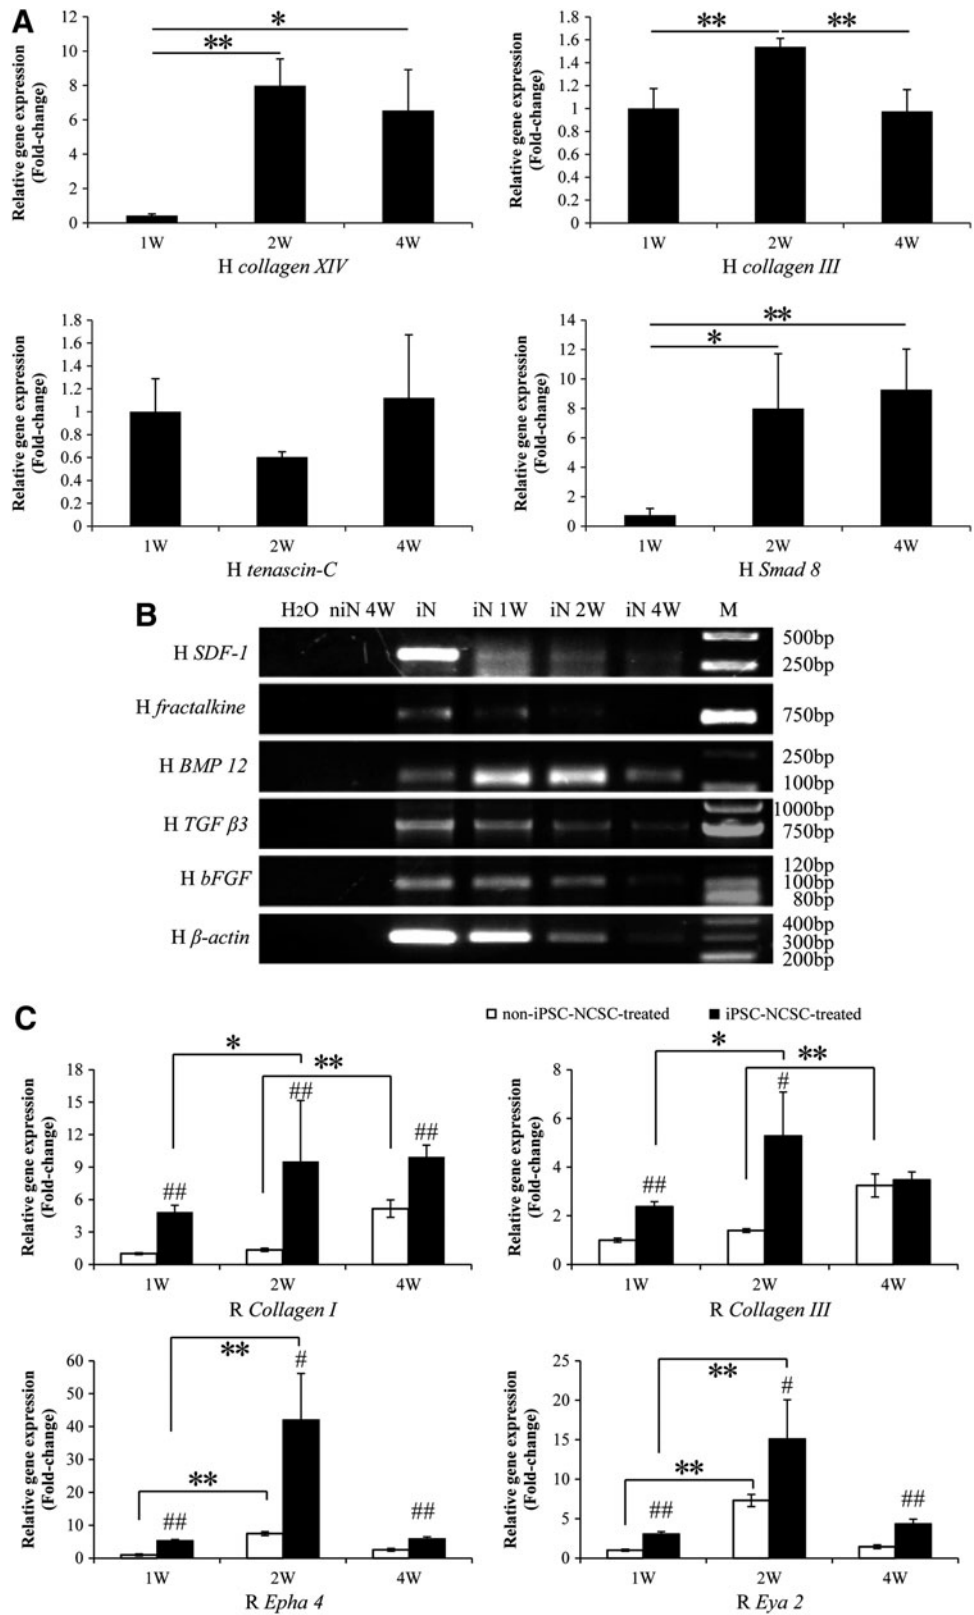 A
Relative gene expression
(Fold-change)
12
10
8
6
4
2
0
*
**
1W 2W 4W
H collagen XIV
Relative gene expression
(Fold-change)
1.8
1.6
1.4
1.2
1
0.8
0.6
0.4
0.2
0
** **
1W 2W 4W
H collagen III
Relative gene expression
(Fold-change)
1.8
1.6
1.4
1.2
1
0.8
0.6
0.4
0.2
0
1W 2W 4W
H tenascin-C
Relative gene expression
(Fold-change)
14
12
10
8
6
4
2
0
**
*
1W 2W 4W
H Smad 8
B
H2O niN 4W iN iN 1W iN 2W iN 4W M
H SDF-1
500bp
250bp
H fractalkine
750bp
H BMP 12
250bp
100bp
H TGF β3
1000bp
750bp
H bFGF
120bp
100bp
80bp
H β-actin
400bp
300bp
200bp
C
non-iPSC-NCSC-treated iPSC-NCSC-treated
Relative gene expression
(Fold-change)
18
15
12
9
6
3
0
*
**
##
##
##
1W 2W 4W
R Collagen I
Relative gene expression
(Fold-change)
8
6
4
2
0
*
**
#
##
1W 2W 4W
R Collagen III
Relative gene expression
(Fold-change)
60
50
40
30
20
10
0
**
#
**
##
##
1W 2W 4W
R Epha 4
Relative gene expression
(Fold-change)
25
20
15
10
5
0
**
#
**
##
##
1W 2W 4W
R Eya 2